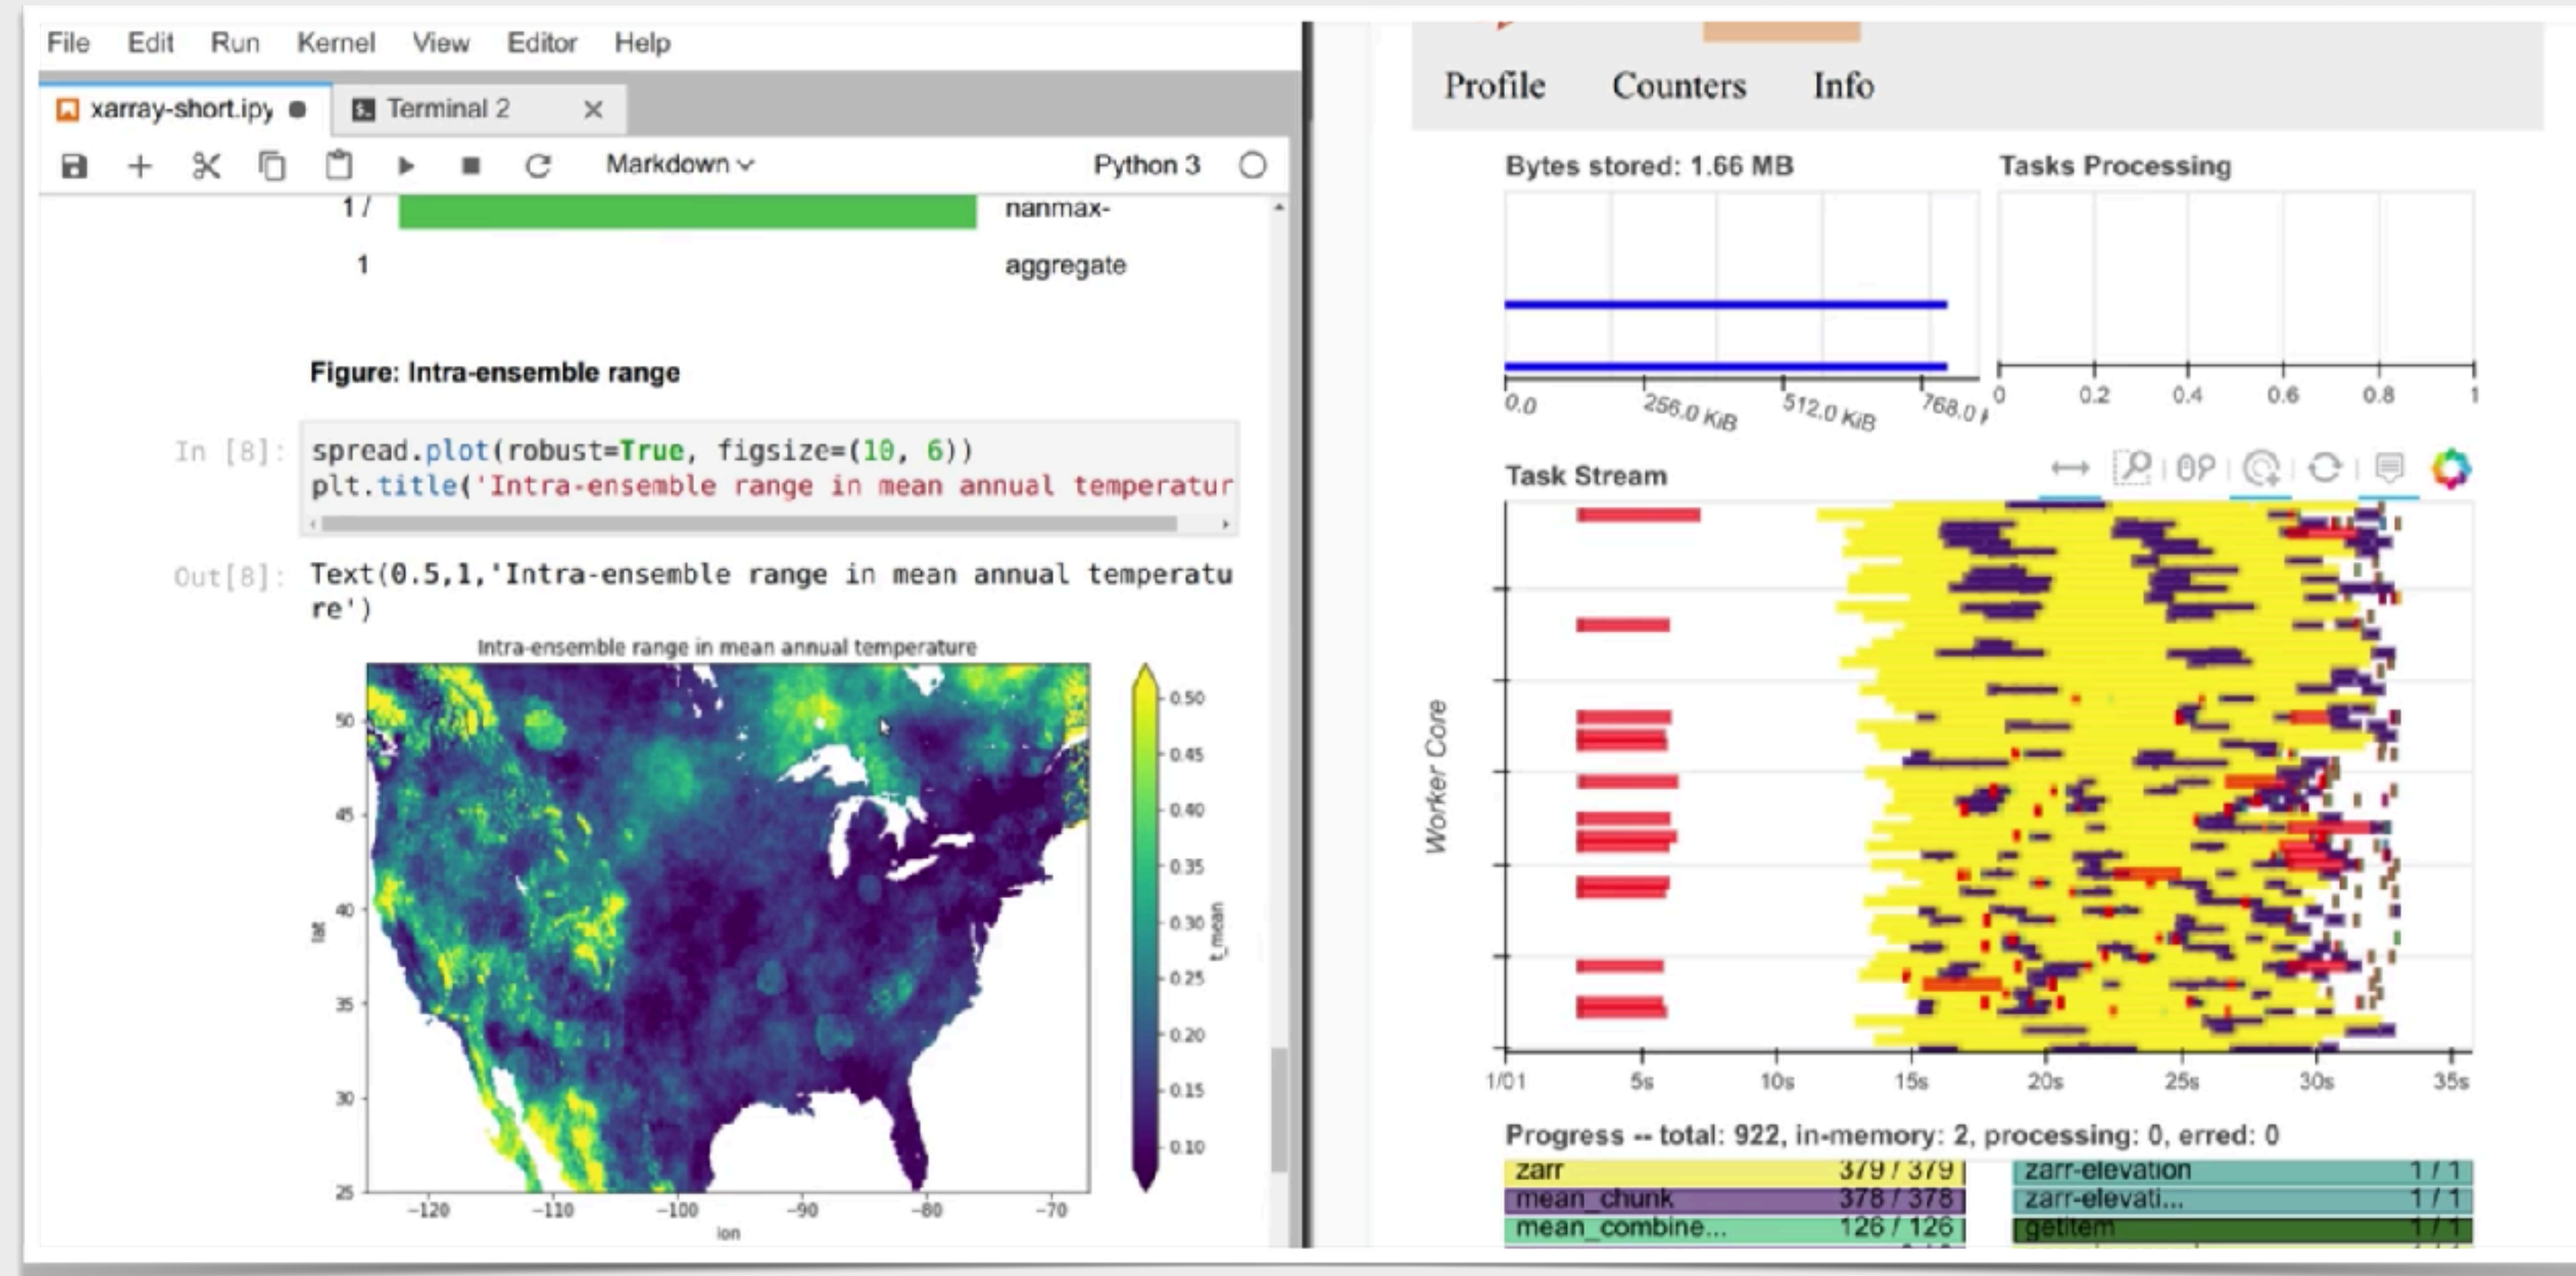 File Edit Run Kernel View Editor Help
xarray-short.ipy
Terminal 2
Markdown
Python 3
1 /
nanmax-
1
aggregate
Figure: Intra-ensemble range
In [8]:
spread.plot(robust=True, figsize=(10, 6))
plt.title('Intra-ensemble range in mean annual temperatur
Out[8]:
Text(0.5,1,'Intra-ensemble range in mean annual temperatu
re')
Intra-ensemble range in mean annual temperature
50
45
40
35
30
25
lat
−120 −110 −100 −90 −80 −70
lon
0.50
0.45
0.40
0.35
0.30
0.25
0.20
0.15
0.10
t_mean
Profile Counters Info
Bytes stored: 1.66 MB
0.0 256.0 KiB 512.0 KiB 768.0
Tasks Processing
0 0.2 0.4 0.6 0.8 1
Task Stream
Worker Core
1/01 5s 10s 15s 20s 25s 30s 35s
Progress -- total: 922, in-memory: 2, processing: 0, erred: 0
zarr 379 / 379
mean_chunk 378 / 378
mean_combine... 126 / 126
zarr-elevation 1 / 1
zarr-elevati... 1 / 1
getitem 1 / 1